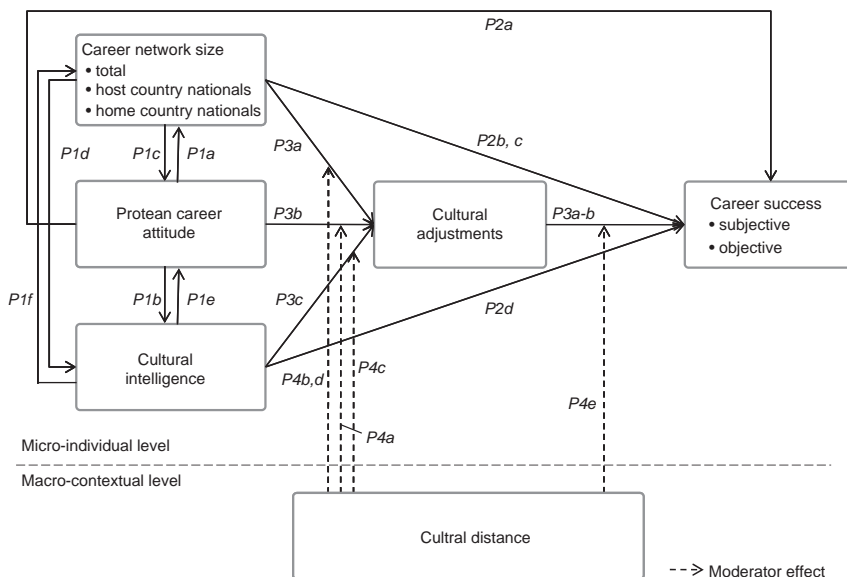 P2a
Career network size
• total
• host country nationals
• home country nationals
P2b, c
P3a
P1d
P1c
P1a
Protean career
attitude
P3b
Cultural
adjustments
P3a-b
Career success
• subjective
• objective
P1f
P1b
P1e
P3c
P2d
Cultural
intelligence
P4b,d
P4c
P4a
P4e
Micro-individual level
Macro-contextual level
Cultral distance
Moderator effect